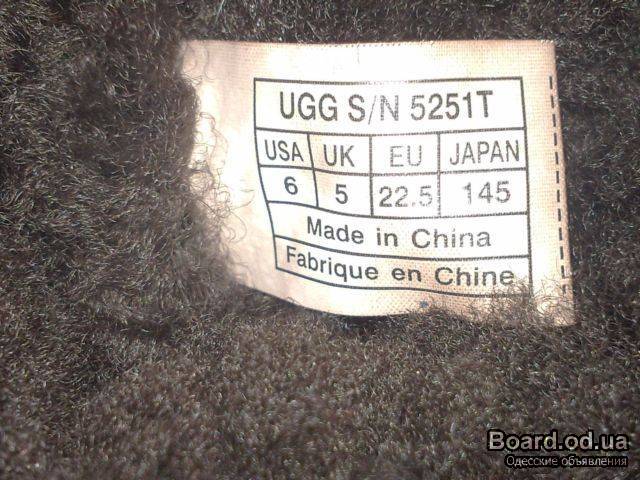 UGG S/N 5251T
USA UK EU JAPAN
6 5 22.5 145
Made in China
Fabrique en Chine
Board.od.ua
Одесские объявления